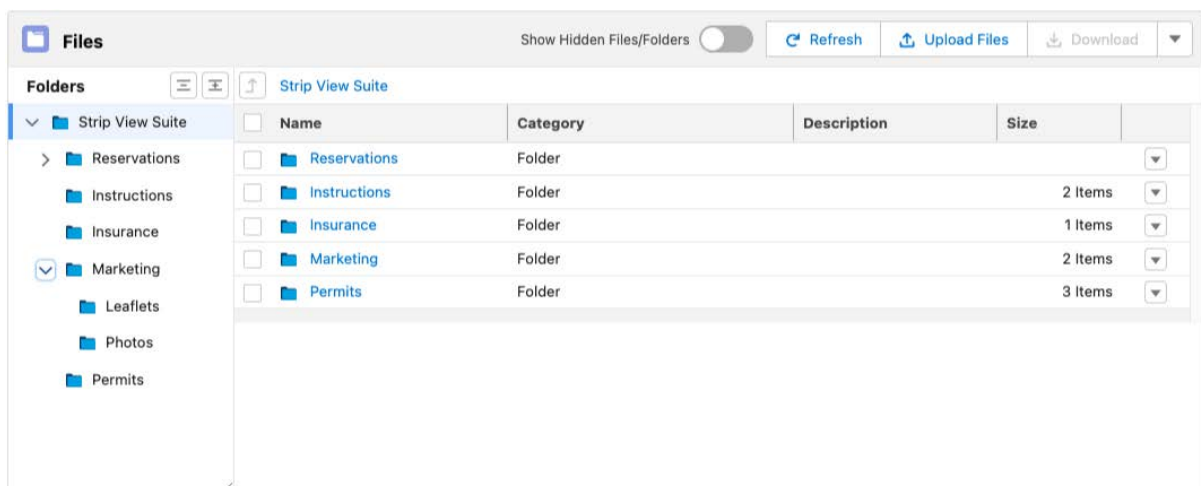 Files
Show Hidden Files/Folders
Refresh
Upload Files
Download
Folders
Strip View Suite
Reservations
Instructions
Insurance
Marketing
Leaflets
Photos
Permits
Strip View Suite
Name Category Description Size
Reservations Folder
Instructions Folder 2 Items
Insurance Folder 1 Items
Marketing Folder 2 Items
Permits Folder 3 Items